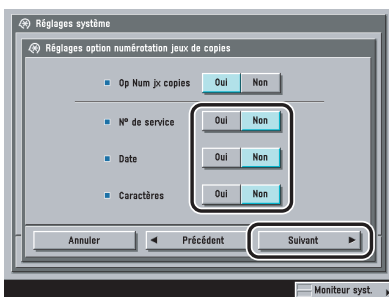 Réglages système
Réglages option numérotation jeux de copies
Op Num jx copies Oui Non
Nº de service Oui Non
Date Oui Non
Caractères Oui Non
Annuler ◄ Précédent Suivant ►
Moniteur syst.